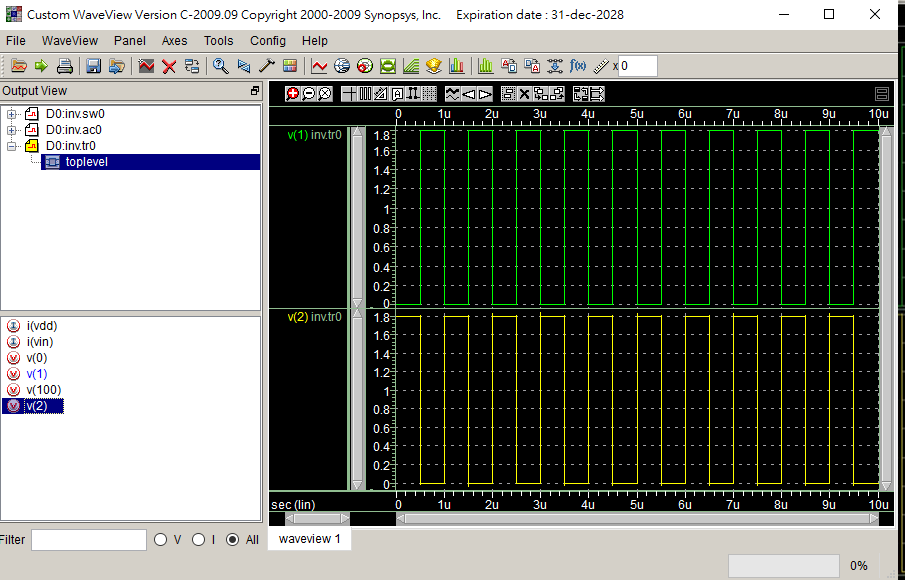 Custom WaveView Version C-2009.09 Copyright 2000-2009 Synopsys, Inc. Expiration date : 31-dec-2028
File WaveView Panel Axes Tools Config Help
f(x) x 0
Output View
D0:inv.sw0
D0:inv.ac0
D0:inv.tr0
toplevel
i(vdd)
i(vin)
v(0)
v(1)
v(100)
v(2)
Filter V I All
0 1u 2u 3u 4u 5u 6u 7u 8u 9u 10u
v(1) inv.tr0
1.8
1.6
1.4
1.2
1
0.8
0.6
0.4
0.2
0
v(2) inv.tr0
1.8
1.6
1.4
1.2
1
0.8
0.6
0.4
0.2
0
sec (lin) 0 1u 2u 3u 4u 5u 6u 7u 8u 9u 10u
waveview 1
0%